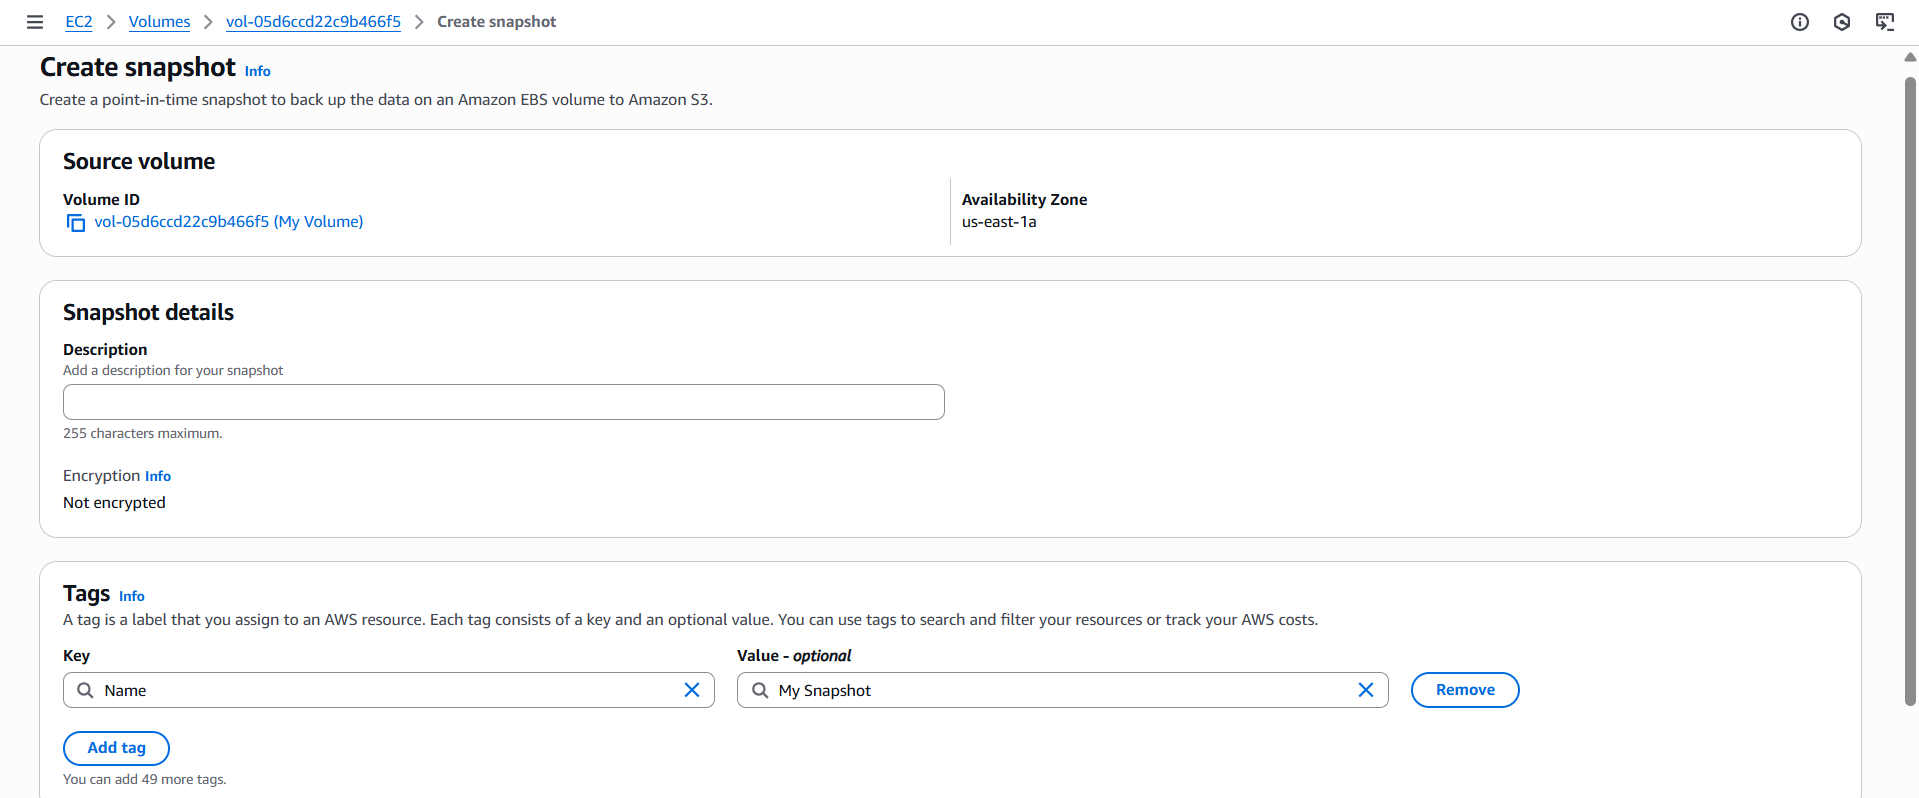 EC2 > Volumes > vol-05d6ccd22c9b466f5 > Create snapshot
Create snapshot Info
Create a point-in-time snapshot to back up the data on an Amazon EBS volume to Amazon S3.
Source volume
Volume ID
vol-05d6ccd22c9b466f5 (My Volume)
Availability Zone
us-east-1a
Snapshot details
Description
Add a description for your snapshot
255 characters maximum.
Encryption Info
Not encrypted
Tags Info
A tag is a label that you assign to an AWS resource. Each tag consists of a key and an optional value. You can use tags to search and filter your resources or track your AWS costs.
Key
Value - optional
Name
My Snapshot
Remove
Add tag
You can add 49 more tags.